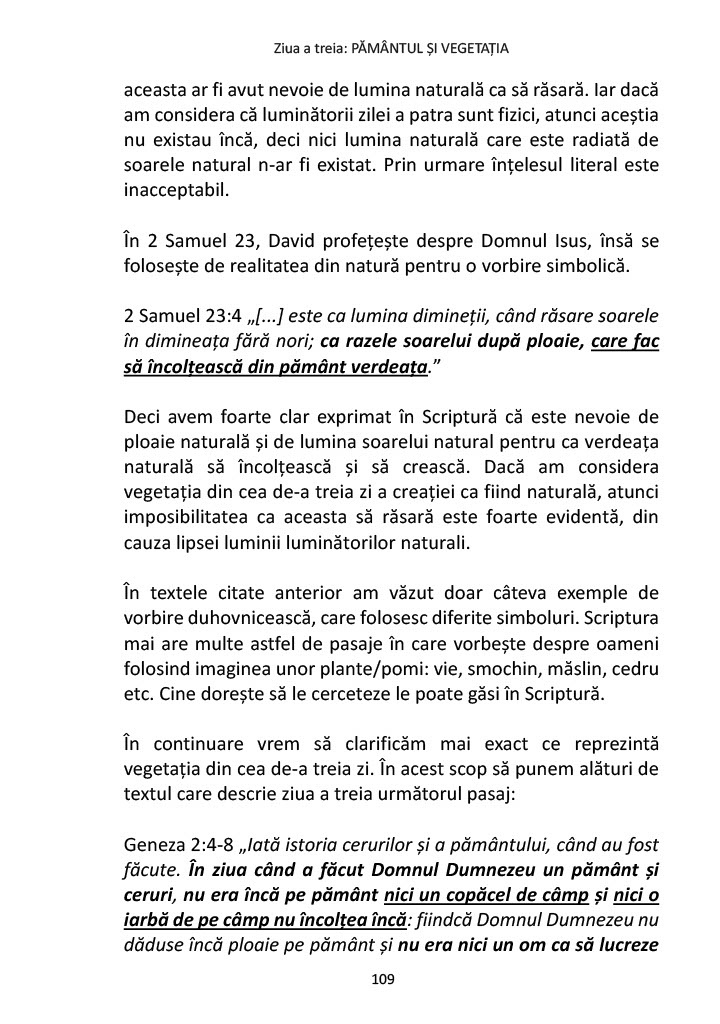 Ziua a treia: PĂMÂNTUL ȘI VEGETAȚIA
aceasta ar fi avut nevoie de lumina naturală ca să răsară. Iar dacă
am considera că luminătorii zilei a patra sunt fizici, atunci aceștia
nu existau încă, deci nici lumina naturală care este radiată de
soarele natural n-ar fi existat. Prin urmare înțelesul literal este
inacceptabil.
În 2 Samuel 23, David profețește despre Domnul Isus, însă se
folosește de realitatea din natură pentru o vorbire simbolică.
2 Samuel 23:4 „[...] este ca lumina dimineții, când răsare soarele
în dimineața fără nori; ca razele soarelui după ploaie, care fac
să încolțească din pământ verdeața.”
Deci avem foarte clar exprimat în Scriptură că este nevoie de
ploaie naturală și de lumina soarelui natural pentru ca verdeața
naturală să încolțească și să crească. Dacă am considera
vegetația din cea de-a treia zi a creației ca fiind naturală, atunci
imposibilitatea ca aceasta să răsară este foarte evidentă, din
cauza lipsei luminii luminătorilor naturali.
În textele citate anterior am văzut doar câteva exemple de
vorbire duhovnicească, care folosesc diferite simboluri. Scriptura
mai are multe astfel de pasaje în care vorbește despre oameni
folosind imaginea unor plante/pomi: vie, smochin, măslin, cedru
etc. Cine dorește să le cerceteze le poate găsi în Scriptură.
În continuare vrem să clarificăm mai exact ce reprezintă
vegetația din cea de-a treia zi. În acest scop să punem alături de
textul care descrie ziua a treia următorul pasaj:
Geneza 2:4-8 „Iată istoria cerurilor și a pământului, când au fost
făcute. În ziua când a făcut Domnul Dumnezeu un pământ și
ceruri, nu era încă pe pământ nici un copăcel de câmp și nici o
iarbă de pe câmp nu încolțea încă: fiindcă Domnul Dumnezeu nu
dăduse încă ploaie pe pământ și nu era nici un om ca să lucreze
109